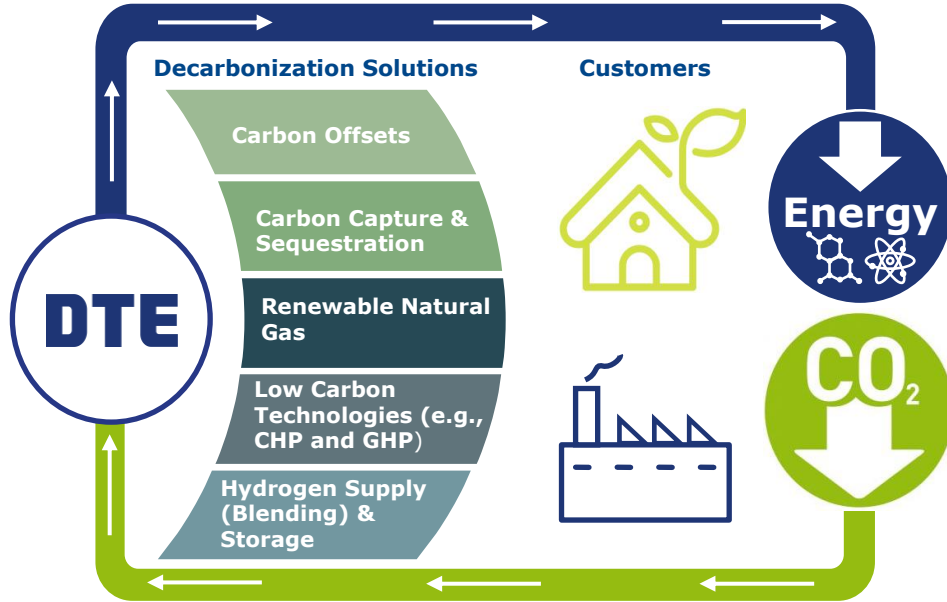 Decarbonization Solutions
Customers
Carbon Offsets
Carbon Capture &
Sequestration
Renewable Natural
Gas
Low Carbon
Technologies (e.g.,
CHP and GHP)
Hydrogen Supply
(Blending) &
Storage
DTE
Energy
CO₂